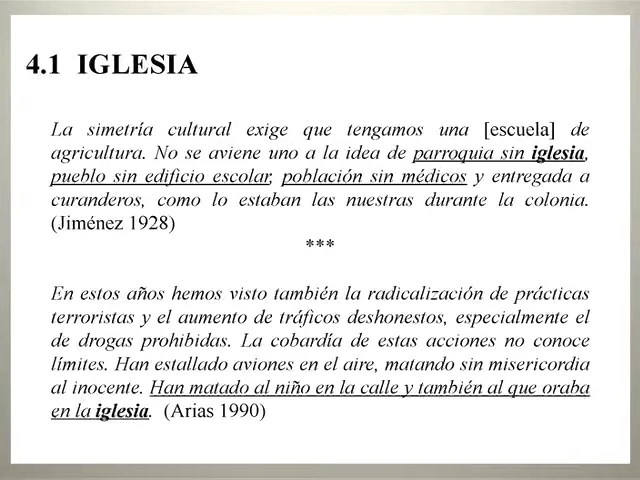 4.1 IGLESIA
La simetría cultural exige que tengamos una [escuela] de
agricultura. No se aviene uno a la idea de parroquia sin iglesia,
pueblo sin edificio escolar, población sin médicos y entregada a
curanderos, como lo estaban las nuestras durante la colonia.
(Jiménez 1928)
***
En estos años hemos visto también la radicalización de prácticas
terroristas y el aumento de tráficos deshonestos, especialmente el
de drogas prohibidas. La cobardía de estas acciones no conoce
límites. Han estallado aviones en el aire, matando sin misericordia
al inocente. Han matado al niño en la calle y también al que oraba
en la iglesia. (Arias 1990)